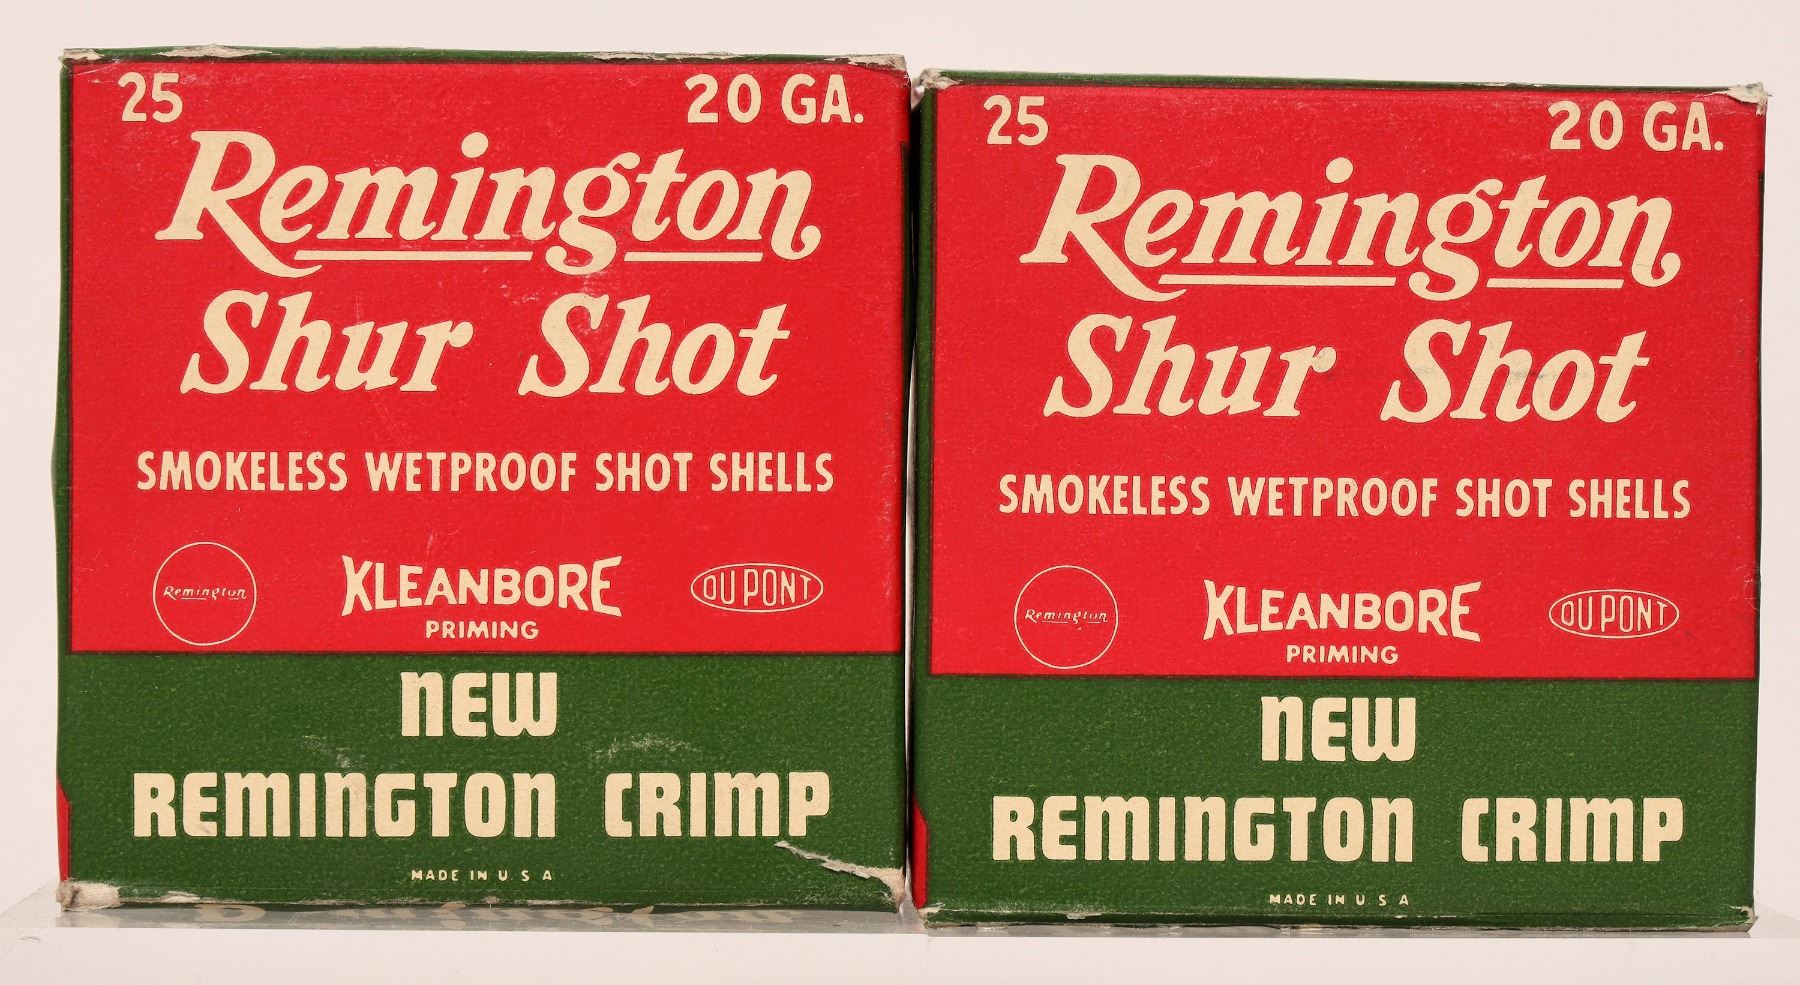 25 20 GA.
Remington
Shur Shot
SMOKELESS WETPROOF SHOT SHELLS
Remington
KLEANBORE
PRIMING
DU PONT
NEW
REMINGTON CRIMP
MADE IN U. S A
25 20 GA.
Remington
Shur Shot
SMOKELESS WETPROOF SHOT SHELLS
Remington
KLEANBORE
PRIMING
DU PONT
NEW
REMINGTON CRIMP
MADE IN U S A